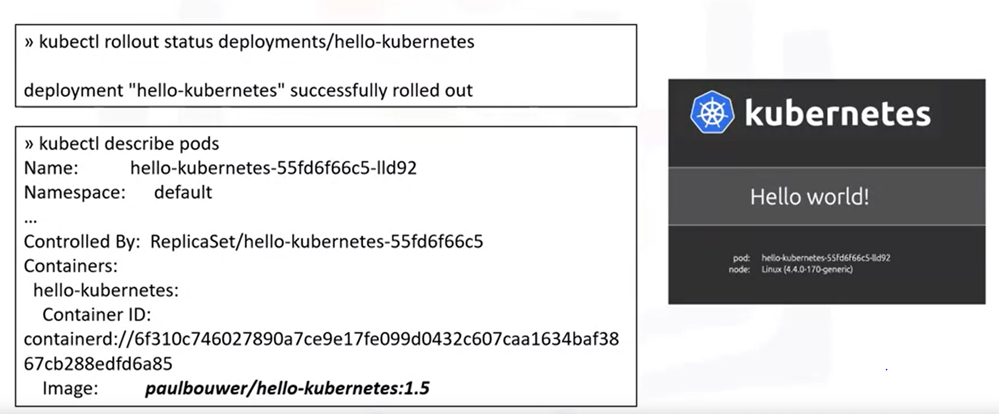 » kubectl rollout status deployments/hello-kubernetes
deployment "hello-kubernetes" successfully rolled out
» kubectl describe pods
Name: hello-kubernetes-55fd6f66c5-lld92
Namespace: default
...
Controlled By: ReplicaSet/hello-kubernetes-55fd6f66c5
Containers:
hello-kubernetes:
Container ID:
containerd://6f310c746027890a7ce9e17fe099d0432c607caa1634baf38
67cb288edfd6a85
Image: paulbouwer/hello-kubernetes:1.5
kubernetes
Hello world!
pod: hello-kubernetes-55fd6f66c5-lld92
node: Linux (4.4.0-170-generic)